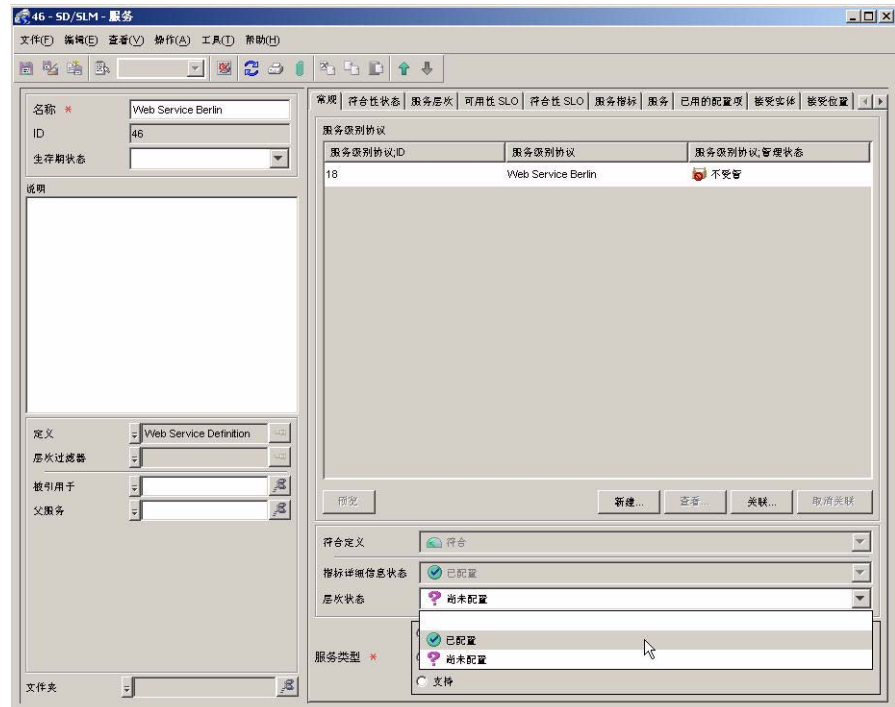 46 - SD/SLM - 服务
文件(F) 编辑(E) 查看(V) 操作(A) 工具(T) 帮助(H)
名称 *
Web Service Berlin
ID
46
生存期状态
说明
定义
Web Service Definition
层次过滤器
被引用于
父服务
文件夹
常规 符合性状态 服务层次 可用性 SLO 符合性 SLO 服务指标 服务 已用的配置项 接受实体 接受位置
服务级别协议
服务级别协议;ID 服务级别协议 服务级别协议;管理状态
18 Web Service Berlin 不受管
预览 新建... 查看... 关联... 取消关联
符合定义 符合
指标详细信息状态 已配置
层次状态 尚未配置
已配置
服务类型 * 尚未配置
支持